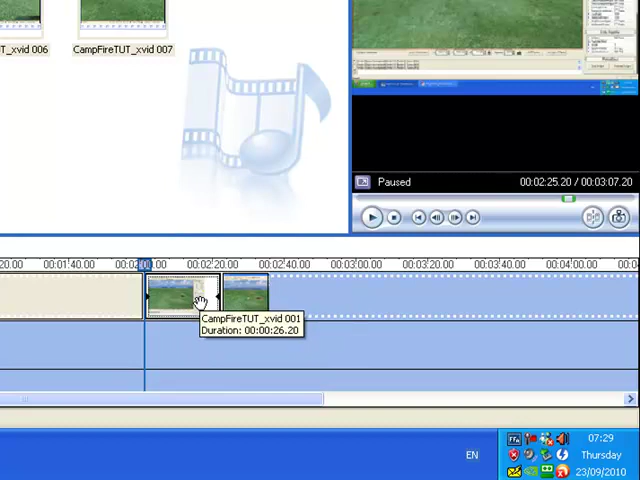 T_xvid 006
CampFireTUT_xvid 007
Paused
00:02:25.20 / 00:03:07.20
20.00
00:01:40.00
00:02:20.00
00:02:40.00
00:03:00.00
00:03:20.00
00:03:40.00
00:04:00.00
CampFireTUT_xvid 001
Duration: 00:00:26.20
07:29
EN
Thursday
23/09/2010